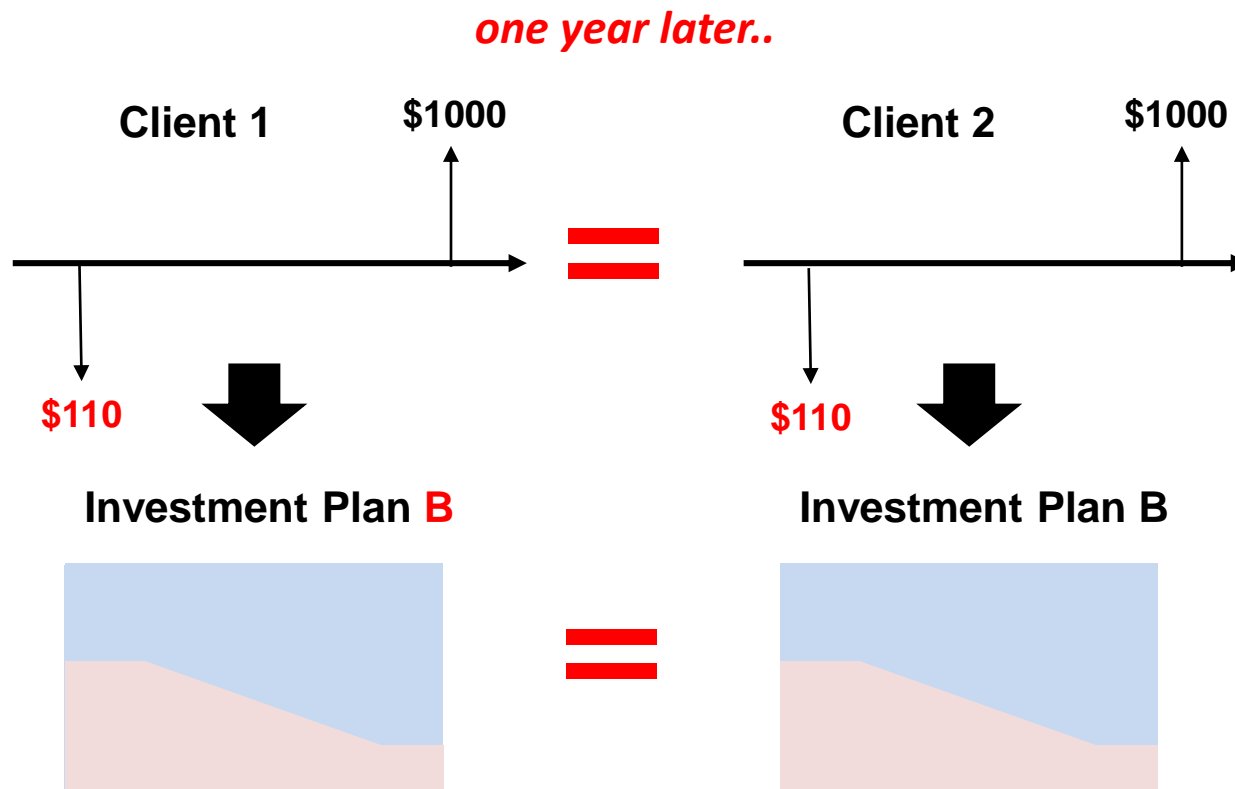 one year later..
Client 1
$1000
Client 2
$1000
$110
$110
Investment Plan B
Investment Plan B